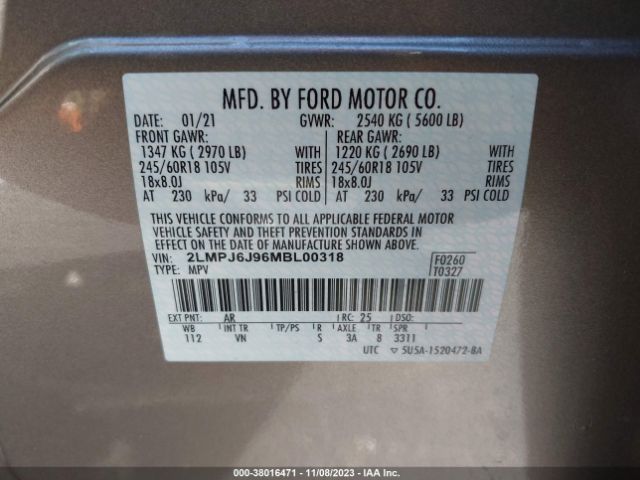 MFD. BY FORD MOTOR CO.
DATE: 01/21 GVWR: 2540 KG ( 5600 LB)
FRONT GAWR: REAR GAWR:
1347 KG ( 2970 LB) WITH 1220 KG ( 2690 LB) WITH
245/60R18 105V TIRES 245/60R18 105V TIRES
18x8.0J RIMS 18x8.0J RIMS
AT 230 kPa/ 33 PSI COLD AT 230 kPa/ 33 PSI COLD
THIS VEHICLE CONFORMS TO ALL APPLICABLE FEDERAL MOTOR
VEHICLE SAFETY AND THEFT PREVENTION STANDARDS IN
EFFECT ON THE DATE OF MANUFACTURE SHOWN ABOVE.
VIN: 2LMPJ6J96MBL00318 F0260
TYPE: MPV T0327
EXT PNT: AR RC: 25 DSO:
WB INT TR TP/PS R AXLE TR SPR
112 VN S 3A 8 3311
UTC ▽ 5U5A-1520472-BA
000-38016471 - 11/08/2023 - IAA Inc.